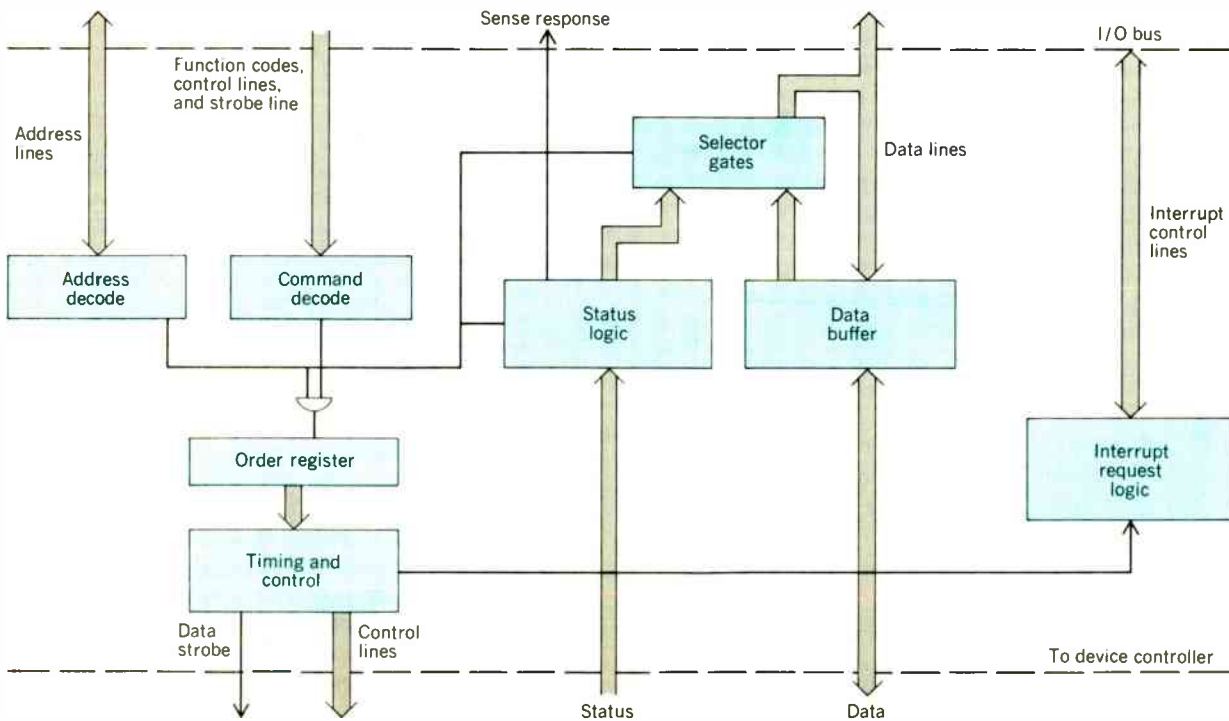 Sense response
I/O bus
Function codes,
control lines,
and strobe line
Address
lines
Selector
gates
Data lines
Interrupt
control
lines
Address
decode
Command
decode
Status
logic
Data
buffer
Order register
Interrupt
request
logic
Timing and
control
Data
strobe
Control
lines
To device controller
Status
Data